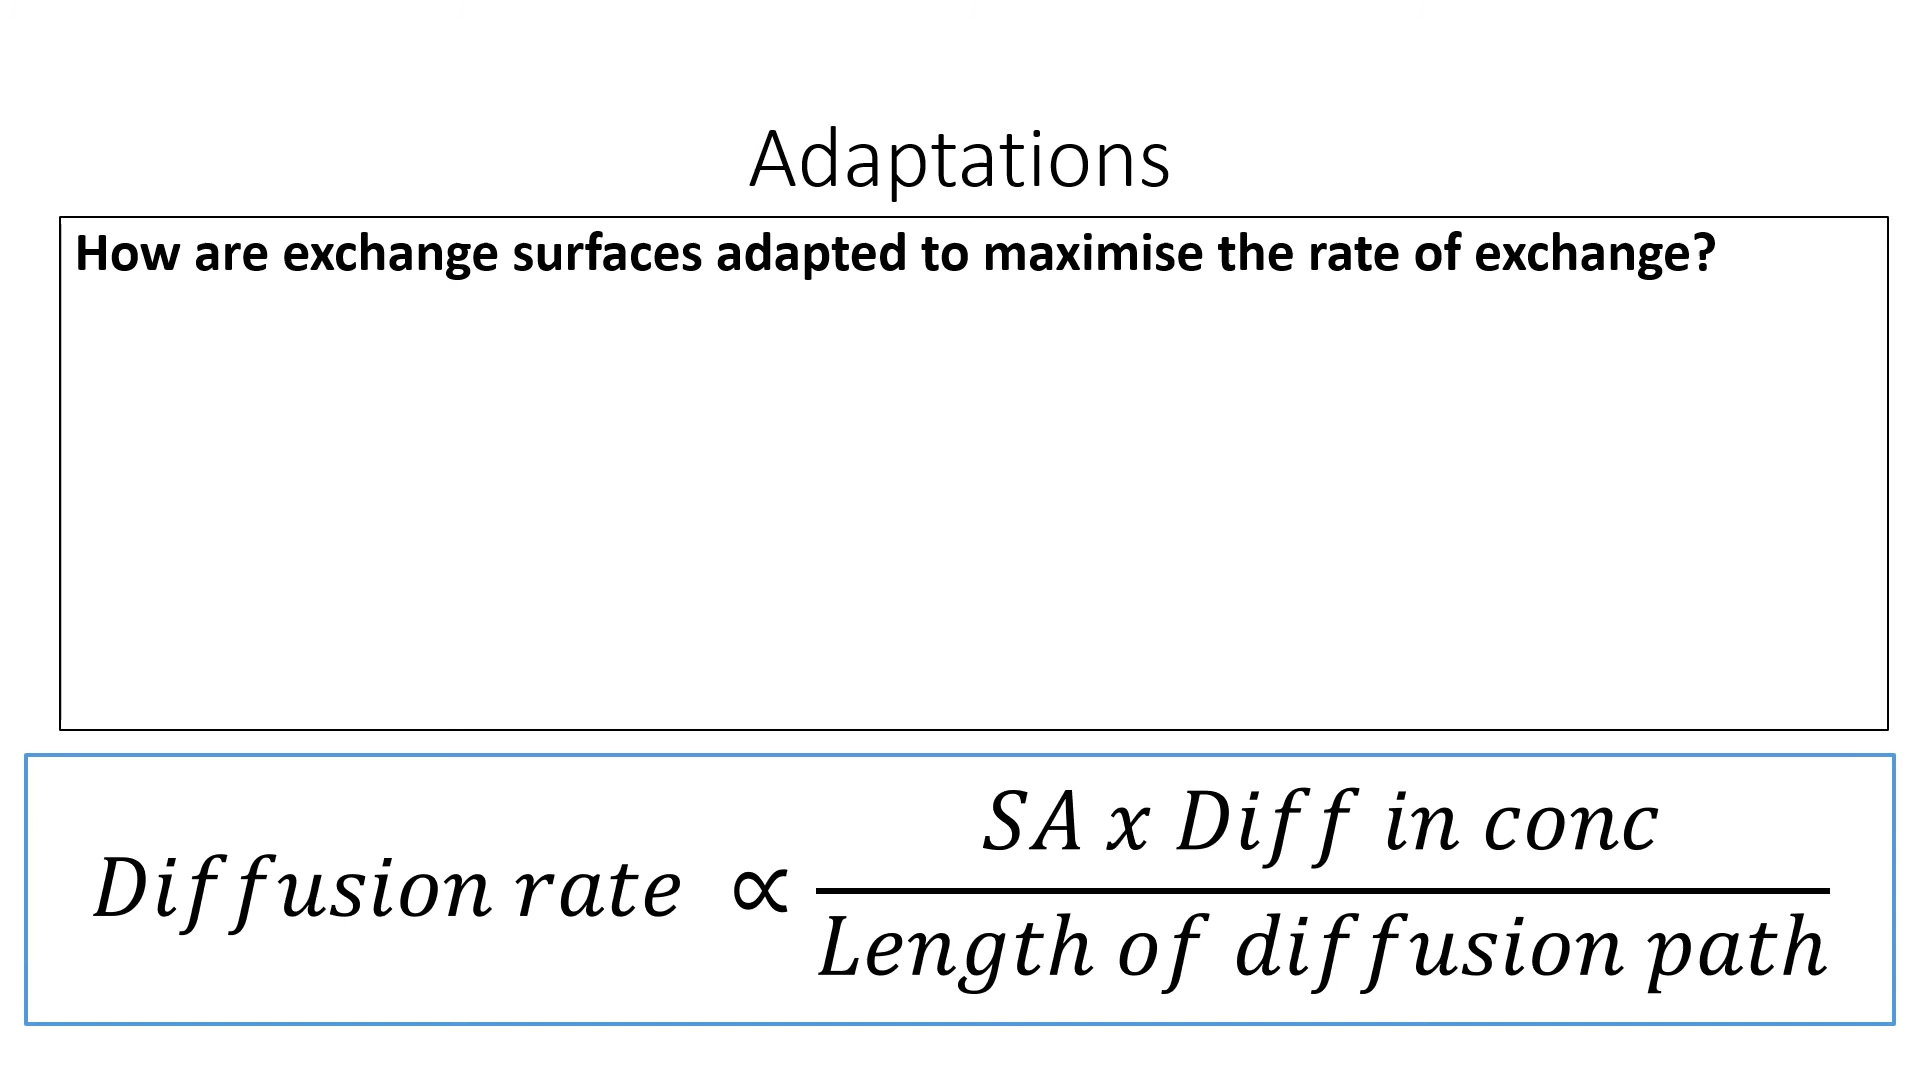 Adaptations
How are exchange surfaces adapted to maximise the rate of exchange?
Diffusion rate ∝ SA x Diff in conc
Length of diffusion path